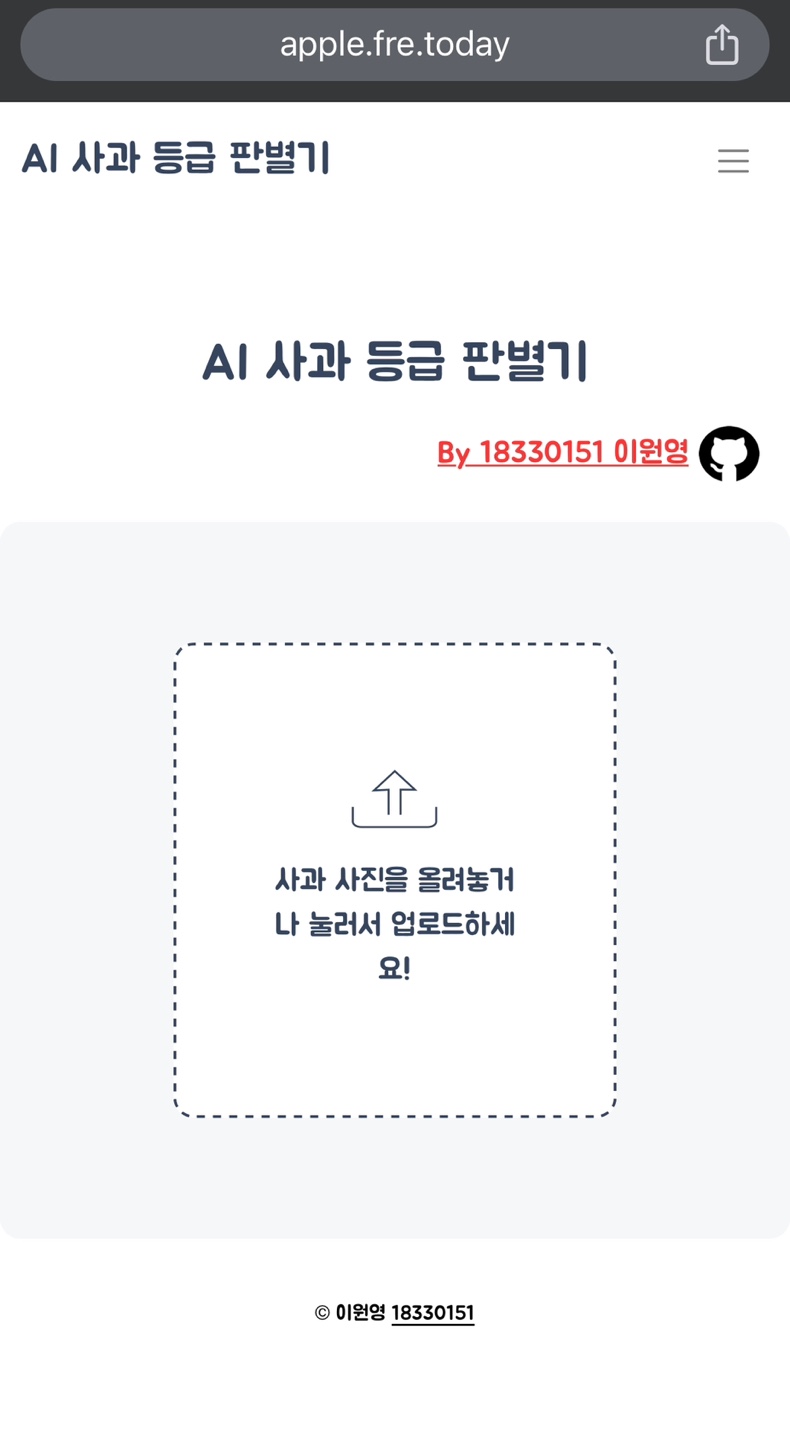 apple.fre.today
AI 사과 등급 판별기
AI 사과 등급 판별기
By 18330151 이원영
사과 사진을 올려놓거
나 눌러서 업로드하세
요!
© 이원영 18330151